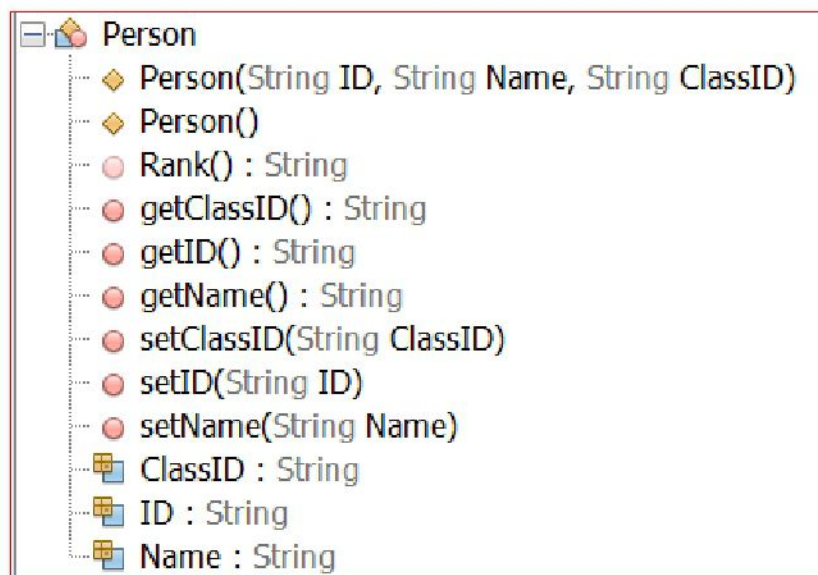 Person
Person(String ID, String Name, String ClassID)
Person()
Rank() : String
getClassID() : String
getID() : String
getName() : String
setClassID(String ClassID)
setID(String ID)
setName(String Name)
ClassID : String
ID : String
Name : String